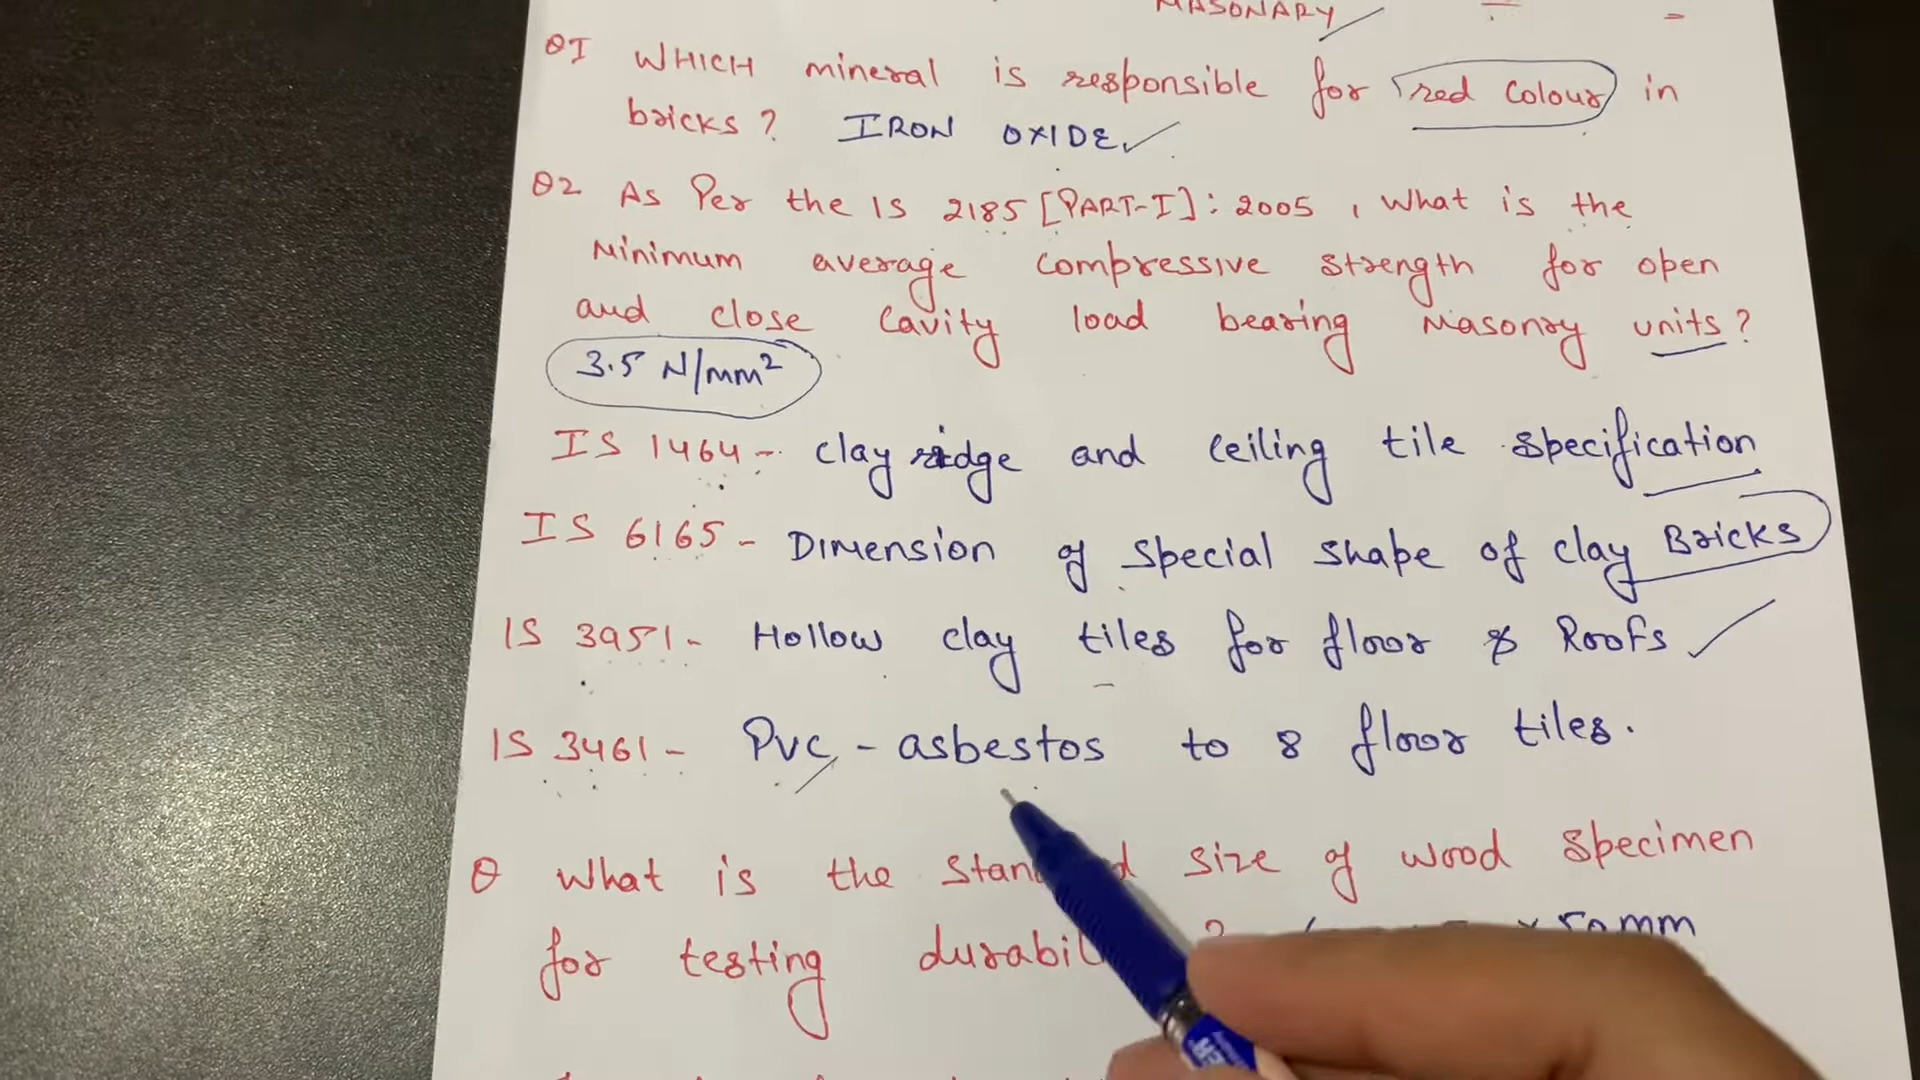 MASONARY
Q1 WHICH mineral is responsible for red colour in
bricks? IRON OXIDE
Q2 As Per the IS 2185 [PART-I]: 2005, What is the
Minimum average compressive strength for open
and close cavity load bearing Masonry units?
3.5 N/mm²
IS 1464 - clay ridge and ceiling tile specification
IS 6165 - Dimension of special shape of clay Bricks
IS 3951 - Hollow clay tiles for floor & Roofs
IS 3461 - Pvc - asbestos to 8 floor tiles.
Q What is the size of wood specimen
for testing ? x 50mm